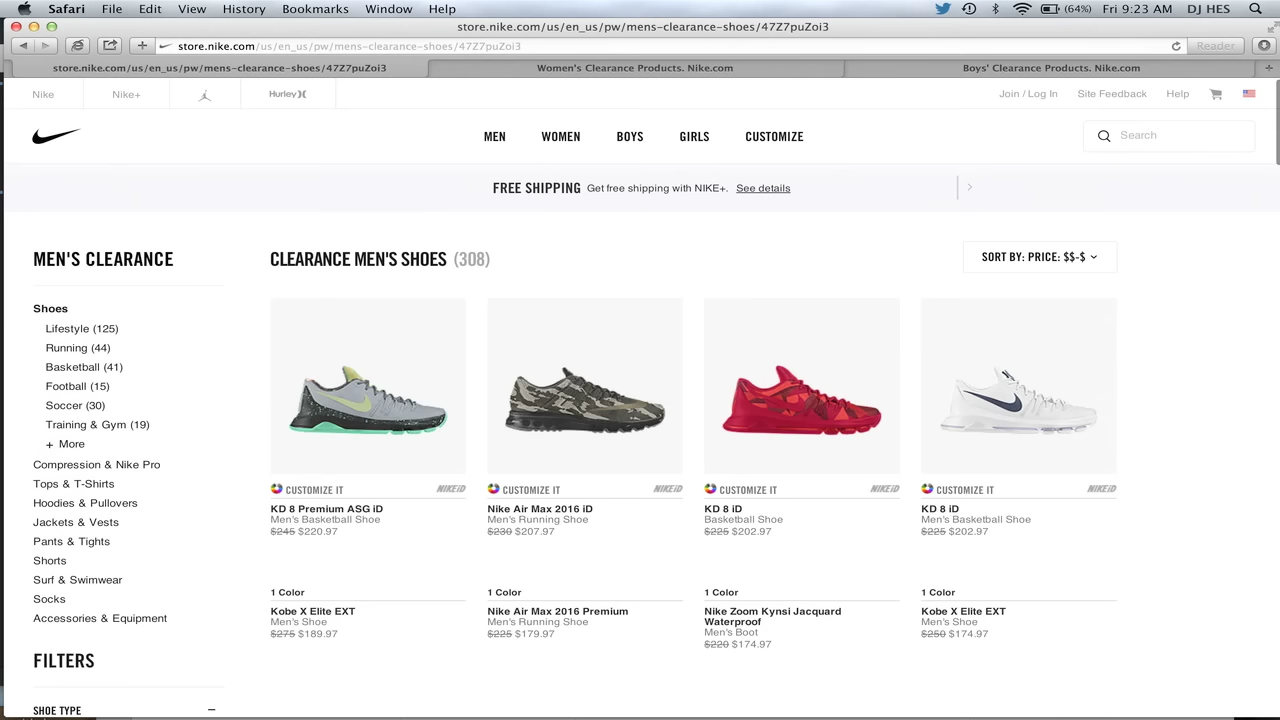 Safari File Edit View History Bookmarks Window Help (64%) Fri 9:23 AM DJ HES
store.nike.com/us/en_us/pw/mens-clearance-shoes/47Z7puZoi3
store.nike.com/us/en_us/pw/mens-clearance-shoes/47Z7puZoi3 Reader
store.nike.com/us/en_us/pw/mens-clearance-shoes/47Z7puZoi3 Women's Clearance Products. Nike.com Boys' Clearance Products. Nike.com
Nike Nike+ Hurley Join / Log In Site Feedback Help
MEN WOMEN BOYS GIRLS CUSTOMIZE Search
FREE SHIPPING Get free shipping with NIKE+. See details
MEN'S CLEARANCE
Shoes
Lifestyle (125)
Running (44)
Basketball (41)
Football (15)
Soccer (30)
Training & Gym (19)
+ More
Compression & Nike Pro
Tops & T-Shirts
Hoodies & Pullovers
Jackets & Vests
Pants & Tights
Shorts
Surf & Swimwear
Socks
Accessories & Equipment
FILTERS
SHOE TYPE
CLEARANCE MEN'S SHOES (308)
SORT BY: PRICE: $$-$
CUSTOMIZE IT NIKEiD
KD 8 Premium ASG iD
Men's Basketball Shoe
$245 $220.97
CUSTOMIZE IT NIKEiD
Nike Air Max 2016 iD
Men's Running Shoe
$230 $207.97
CUSTOMIZE IT NIKEiD
KD 8 iD
Basketball Shoe
$225 $202.97
CUSTOMIZE IT NIKEiD
KD 8 iD
Men's Basketball Shoe
$225 $202.97
1 Color
Kobe X Elite EXT
Men's Shoe
$275 $189.97
1 Color
Nike Air Max 2016 Premium
Men's Running Shoe
$225 $179.97
1 Color
Nike Zoom Kynsi Jacquard
Waterproof
Men's Boot
$220 $174.97
1 Color
Kobe X Elite EXT
Men's Shoe
$250 $174.97